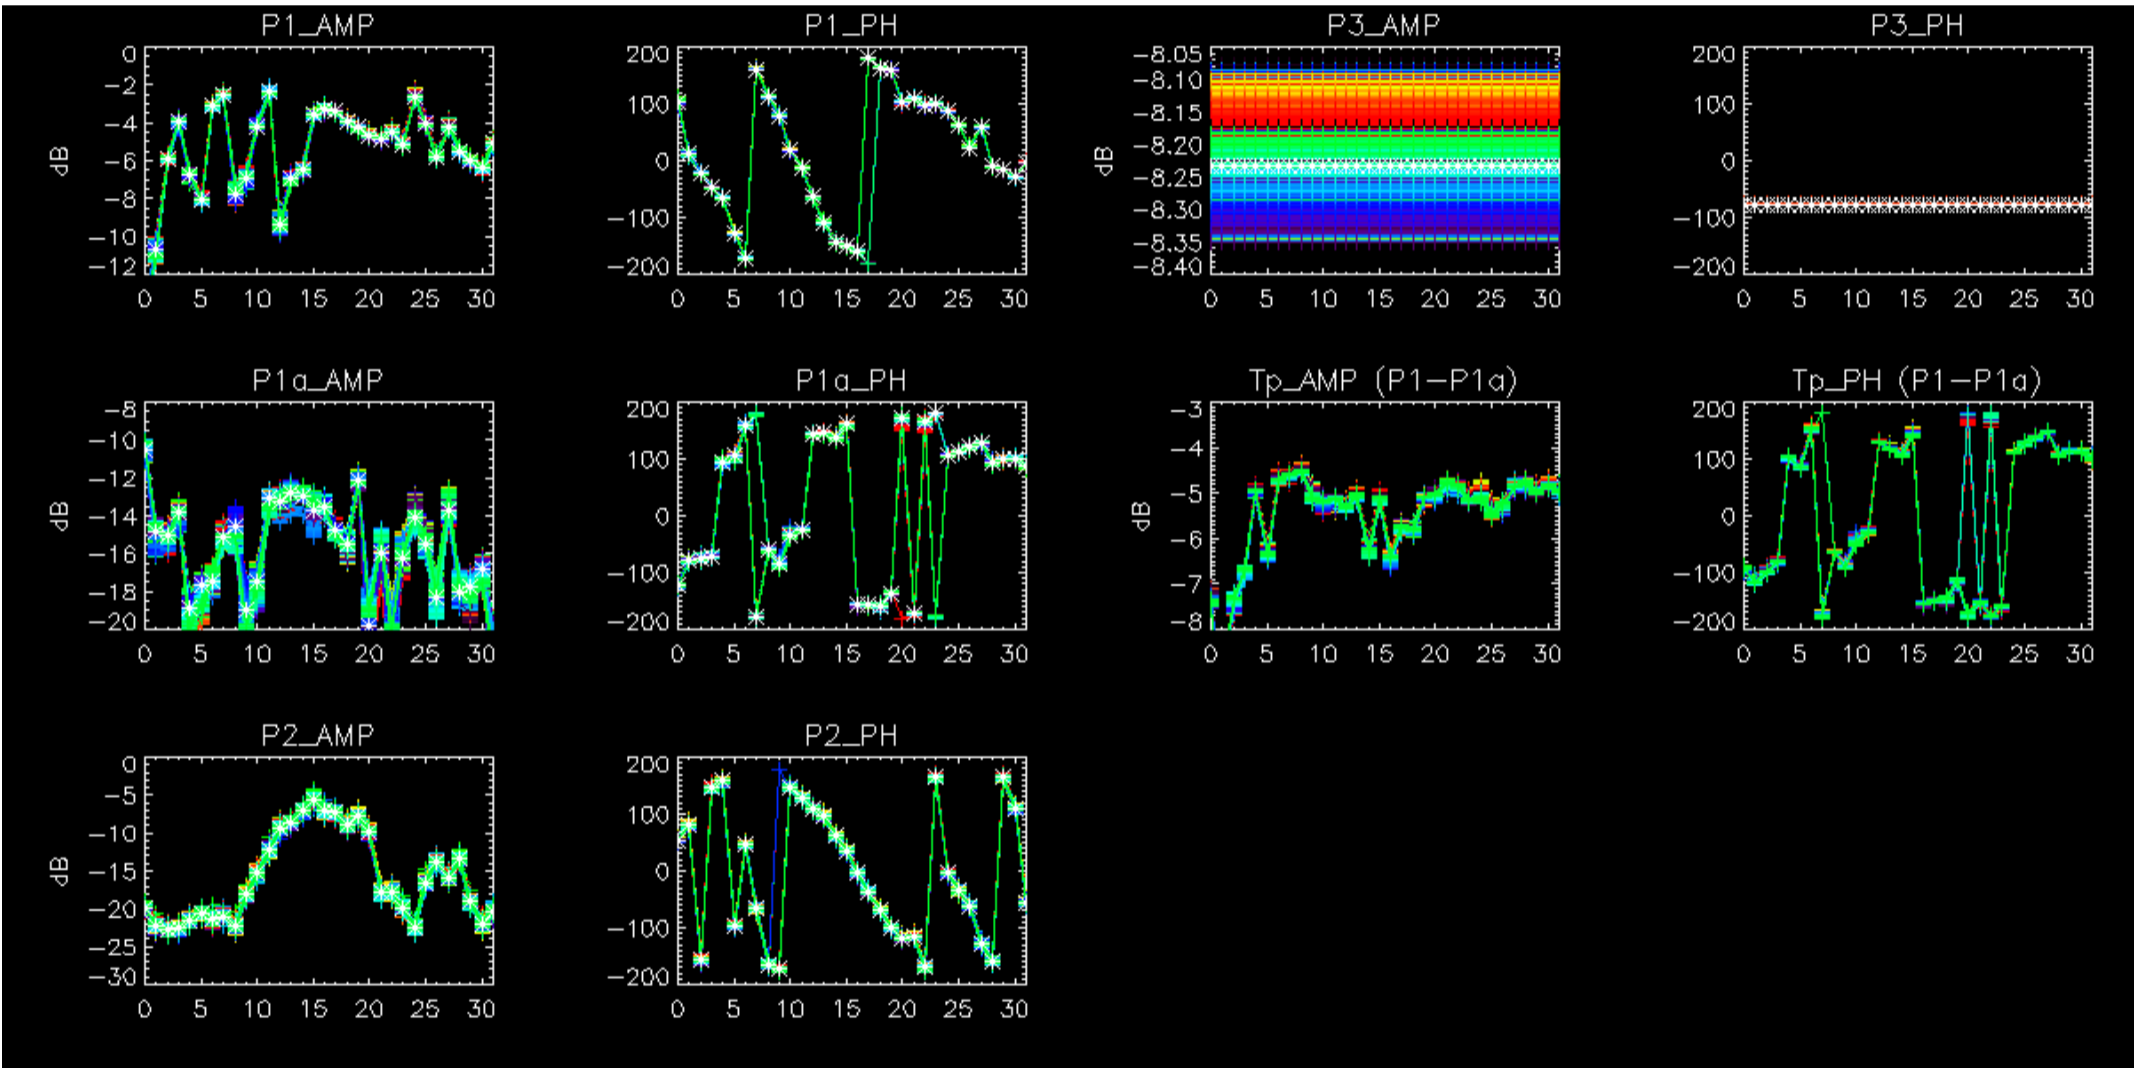 P1_AMP P1_PH P3_AMP P3_PH
dB 0 −2 −4 −6 −8 −10 −12
0 5 10 15 20 25 30
200 100 0 −100 −200
0 5 10 15 20 25 30
dB −8.05 −8.10 −8.15 −8.20 −8.25 −8.30 −8.35 −8.40
0 5 10 15 20 25 30
200 100 0 −100 −200
0 5 10 15 20 25 30
P1a_AMP P1a_PH Tp_AMP (P1−P1a) Tp_PH (P1−P1a)
dB −8 −10 −12 −14 −16 −18 −20
0 5 10 15 20 25 30
200 100 0 −100 −200
0 5 10 15 20 25 30
dB −3 −4 −5 −6 −7 −8
0 5 10 15 20 25 30
200 100 0 −100 −200
0 5 10 15 20 25 30
P2_AMP P2_PH
dB 0 −5 −10 −15 −20 −25 −30
0 5 10 15 20 25 30
200 100 0 −100 −200
0 5 10 15 20 25 30